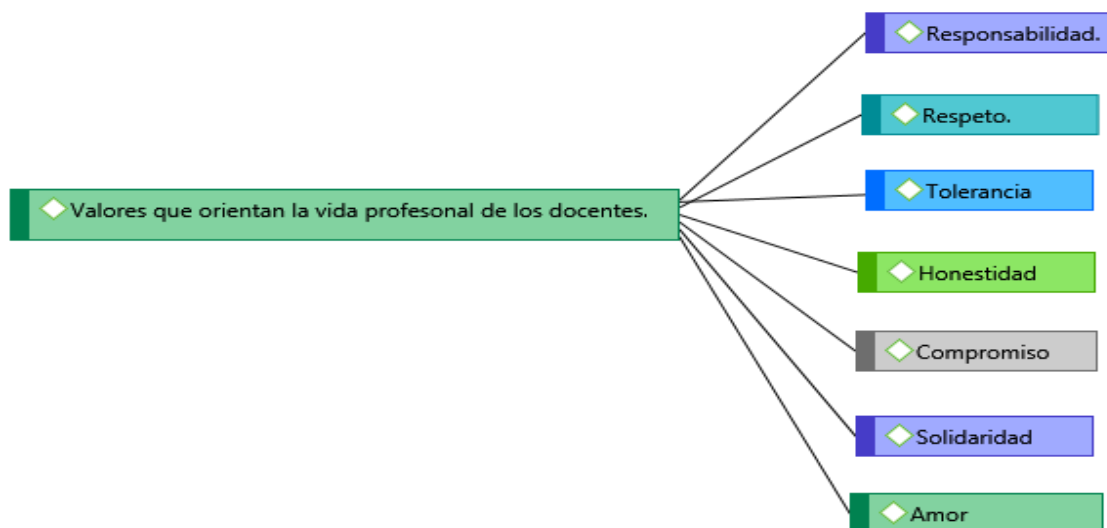 Responsabilidad.
Respeto.
Tolerancia
Valores que orientan la vida profesonal de los docentes.
Honestidad
Compromiso
Solidaridad
Amor